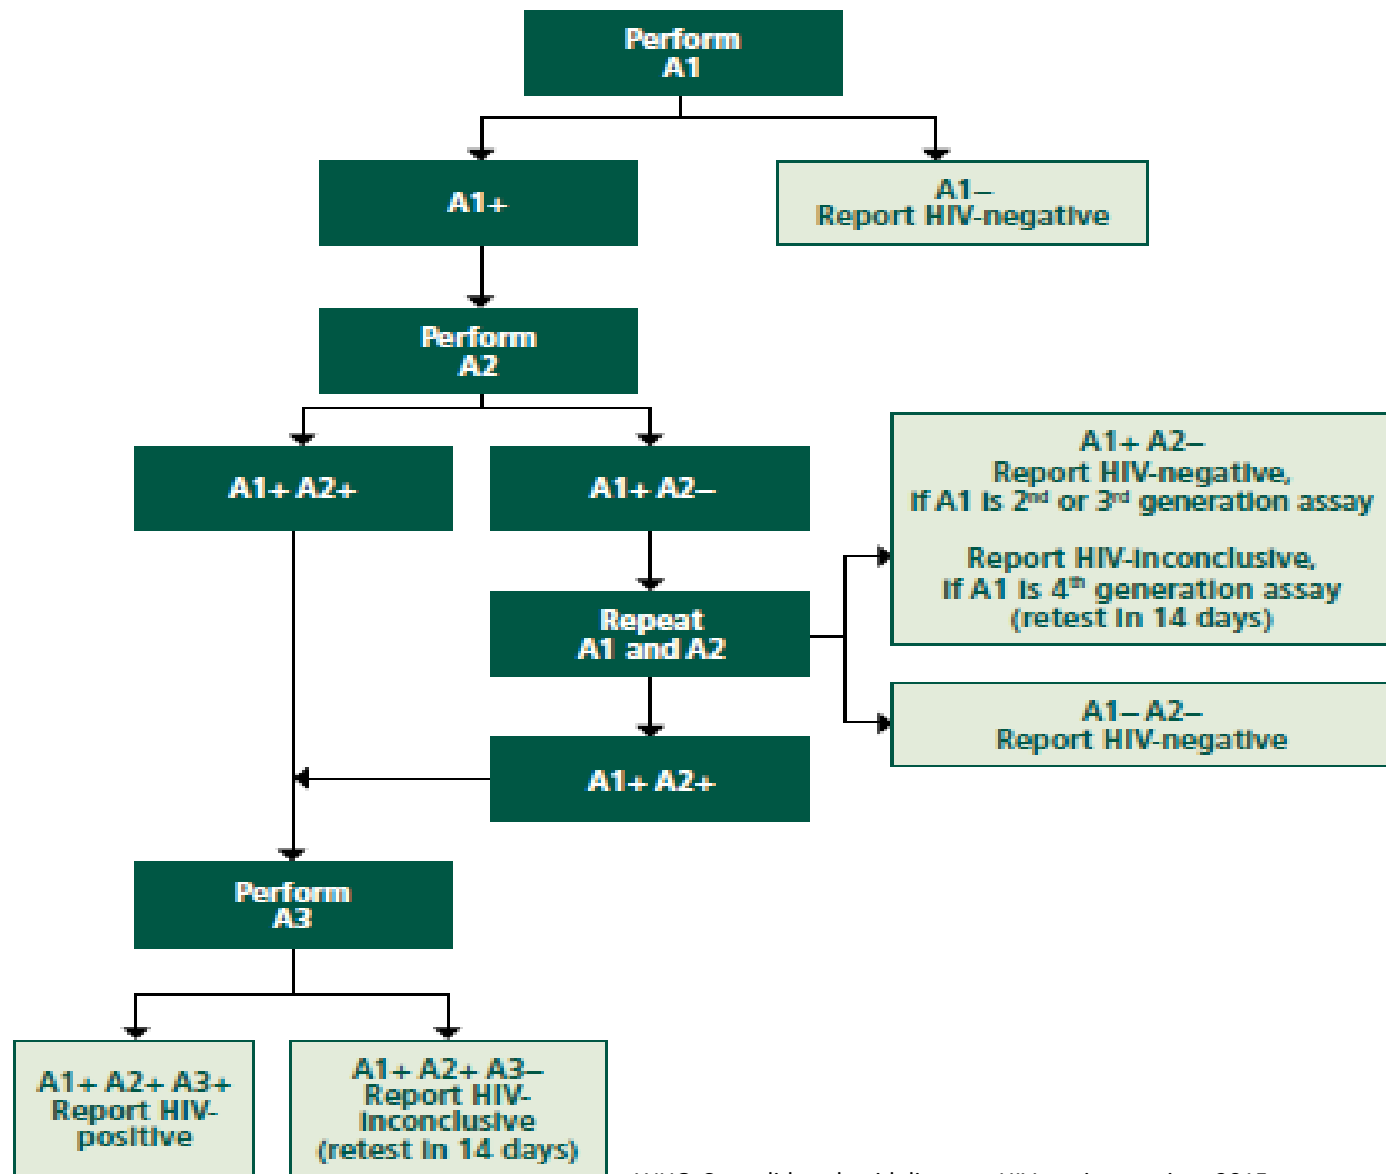 Perform
A1
A1+
A1–
Report HIV-negative
Perform
A2
A1+ A2+
A1+ A2–
A1+ A2–
Report HIV-negative,
if A1 is 2nd or 3rd generation assay
Report HIV-inconclusive,
if A1 is 4th generation assay
(retest in 14 days)
Repeat
A1 and A2
A1– A2–
Report HIV-negative
A1+ A2+
Perform
A3
A1+ A2+ A3+
Report HIV-
positive
A1+ A2+ A3–
Report HIV-
inconclusive
(retest in 14 days)